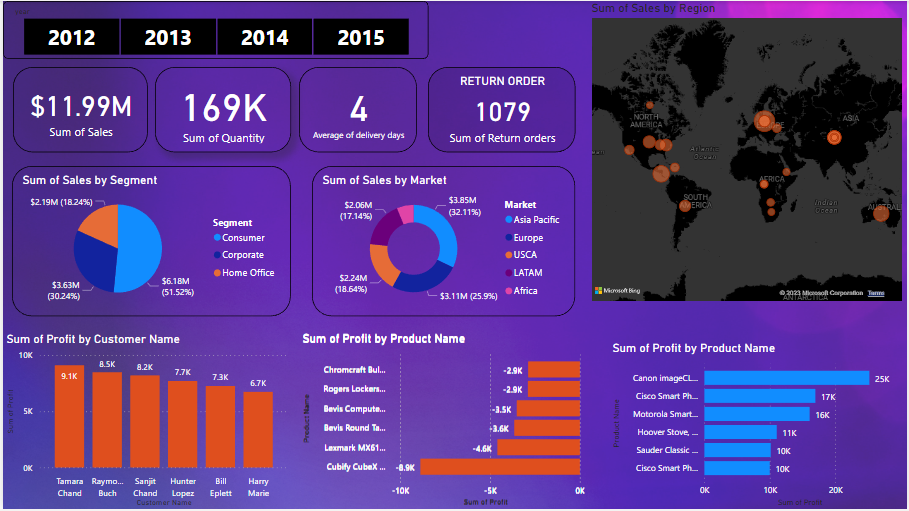 Year
2012
2013
2014
2015
$11.99M
Sum of Sales
169K
Sum of Quantity
4
Average of delivery days
RETURN ORDER
1079
Sum of Return orders
Sum of Sales by Region
NORTH
AMERICA
Atlantic
Ocean
ASIA
AFRICA
SOUTH
AMERICA
Indian
Ocean
AUSTRAL
Microsoft Bing
© 2023 Microsoft Corporation Terms
ANTARCTICA
Sum of Sales by Segment
$2.19M (18.24%)
$3.63M
(30.24%)
$6.18M
(51.52%)
Segment
Consumer
Corporate
Home Office
Sum of Sales by Market
$2.06M
(17.14%)
$3.85M
(32.11%)
$2.24M
(18.64%)
$3.11M (25.9%)
Market
Asia Pacific
Europe
USCA
LATAM
Africa
Sum of Profit by Customer Name
Sum of Profit
10K
5K
0K
9.1K
8.5K
8.2K
7.7K
7.3K
6.7K
Tamara
Chand
Raymo...
Buch
Sanjit
Chand
Hunter
Lopez
Bill
Eplett
Harry
Marie
Customer Name
Sum of Profit by Product Name
Product Name
Chromcraft Bul... -2.9K
Rogers Lockers... -2.9K
Bevis Compute... -3.5K
Bevis Round Ta... -3.6K
Lexmark MX61... -4.6K
Cubify CubeX ... -8.9K
-10K -5K 0K
Sum of Profit
Sum of Profit by Product Name
Product Name
Canon imageCL... 25K
Cisco Smart Ph... 17K
Motorola Smart... 16K
Hoover Stove, ... 11K
Sauder Classic ... 10K
Cisco Smart Ph... 10K
0K 10K 20K
Sum of Profit